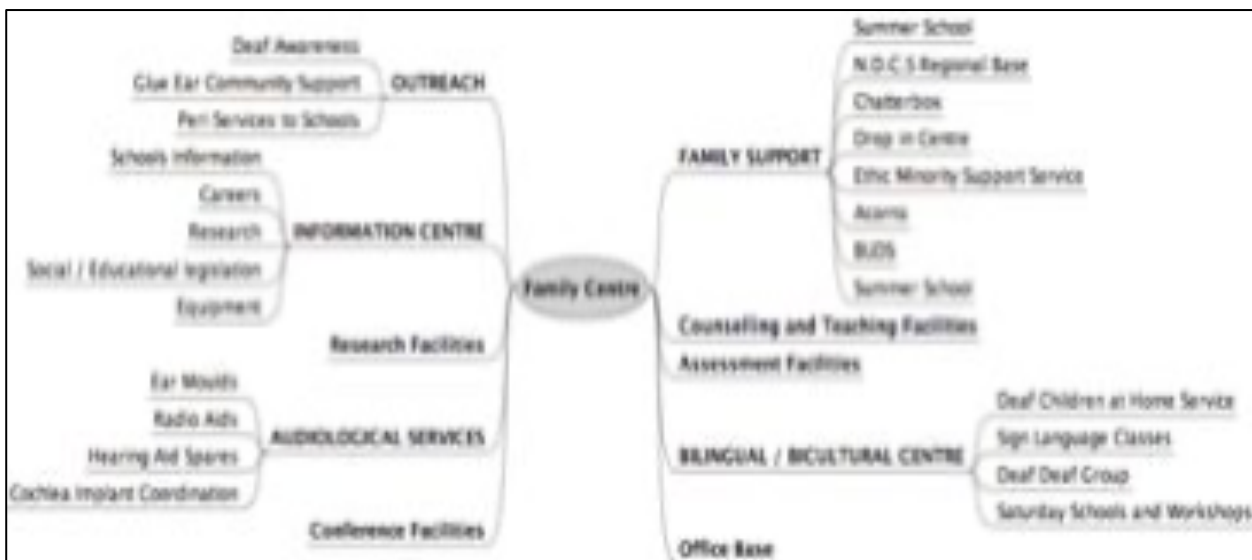 Deaf Awareness
Glue Ear Community Support
Peri Services to Schools
OUTREACH
Schools Information
Careers
Research
Social / Educational legislation
Equipment
INFORMATION CENTRE
Research Facilities
Ear Moulds
Radio Aids
Hearing Aid Spares
Cochlea Implant Coordination
AUDIOLOGICAL SERVICES
Conference Facilities
Family Centre
Summer School
N.D.C.S Regional Base
Chatterbox
Drop in Centre
Ethic Minority Support Service
Acorns
BUDS
Summer School
FAMILY SUPPORT
Counselling and Teaching Facilities
Assessment Facilities
Deaf Children at Home Service
Sign Language Classes
Deaf Deaf Group
Saturday Schools and Workshops
BILINGUAL / BICULTURAL CENTRE
Office Base